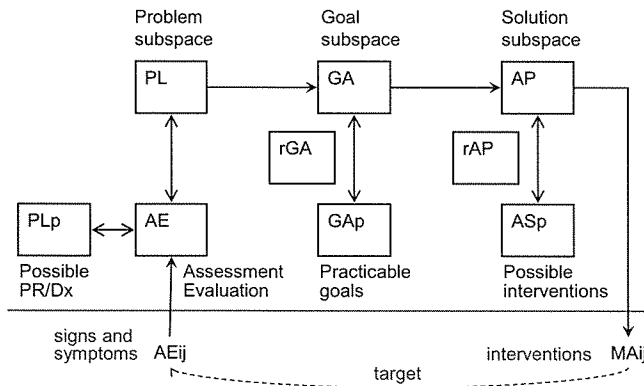 Problem subspace
Goal subspace
Solution subspace
PL
GA
AP
rGA
rAP
PLp
AE
GAp
ASp
Possible PR/Dx
Assessment Evaluation
Practicable goals
Possible interventions
signs and symptoms
AEij
interventions
MAij
target